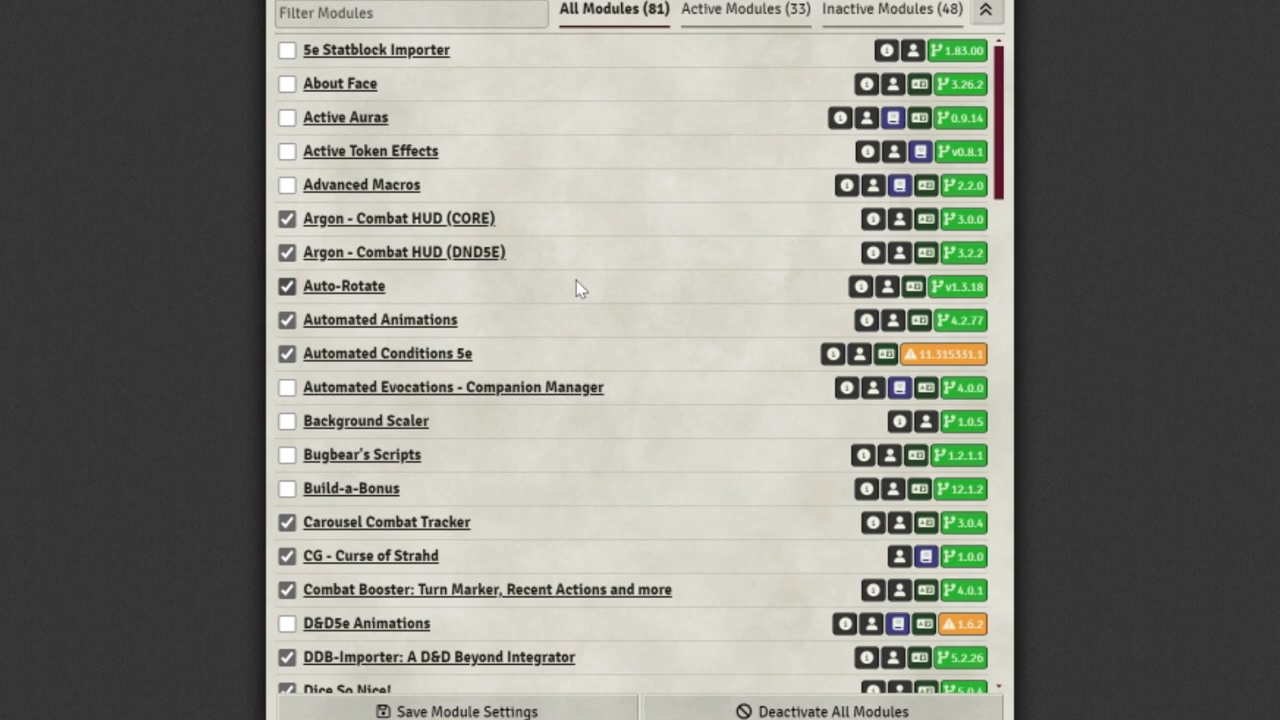 Filter Modules All Modules (81) Active Modules (33) Inactive Modules (48)
5e Statblock Importer 1.83.00
About Face 3.26.2
Active Auras 0.9.14
Active Token Effects v0.8.1
Advanced Macros 2.2.0
Argon - Combat HUD (CORE) 3.0.0
Argon - Combat HUD (DND5E) 3.2.2
Auto-Rotate v1.3.18
Automated Animations 4.2.77
Automated Conditions 5e 11.315331.1
Automated Evocations - Companion Manager 4.0.0
Background Scaler 1.0.5
Bugbear's Scripts 1.2.1.1
Build-a-Bonus 12.1.2
Carousel Combat Tracker 3.0.4
CG - Curse of Strahd 1.0.0
Combat Booster: Turn Marker, Recent Actions and more 4.0.1
D&D5e Animations 1.6.2
DDB-Importer: A D&D Beyond Integrator 5.2.26
Dice So Nice!
Save Module Settings Deactivate All Modules